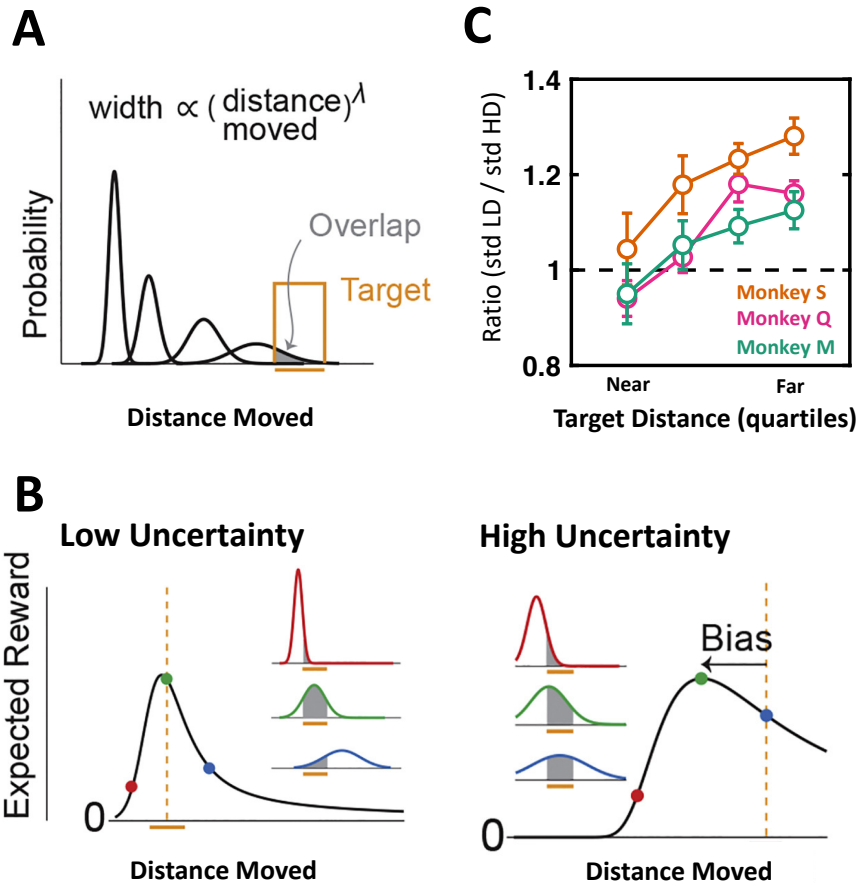 A
width ∝ (distance moved)^λ
Probability
Overlap
Target
Distance Moved
C
Ratio (std LD / std HD)
1.4
1.2
1
0.8
Monkey S
Monkey Q
Monkey M
Near
Far
Target Distance (quartiles)
B
Low Uncertainty
Expected Reward
0
Distance Moved
High Uncertainty
Bias
0
Distance Moved